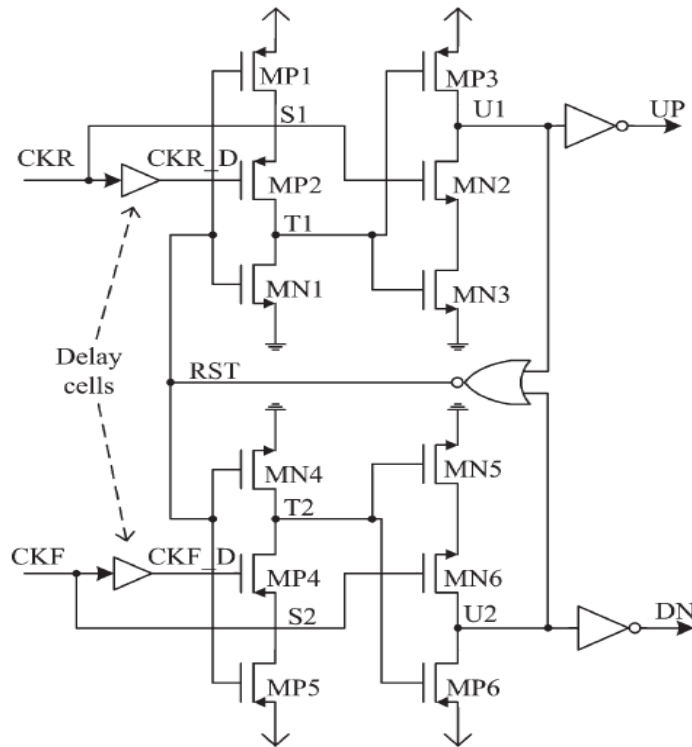 MP1
MP3
S1
U1
UP
CKR
CKR_D
MP2
MN2
T1
MN1
MN3
Delay
cells
RST
MN4
MN5
T2
CKF
CKF_D
MP4
MN6
S2
U2
DN
MP5
MP6